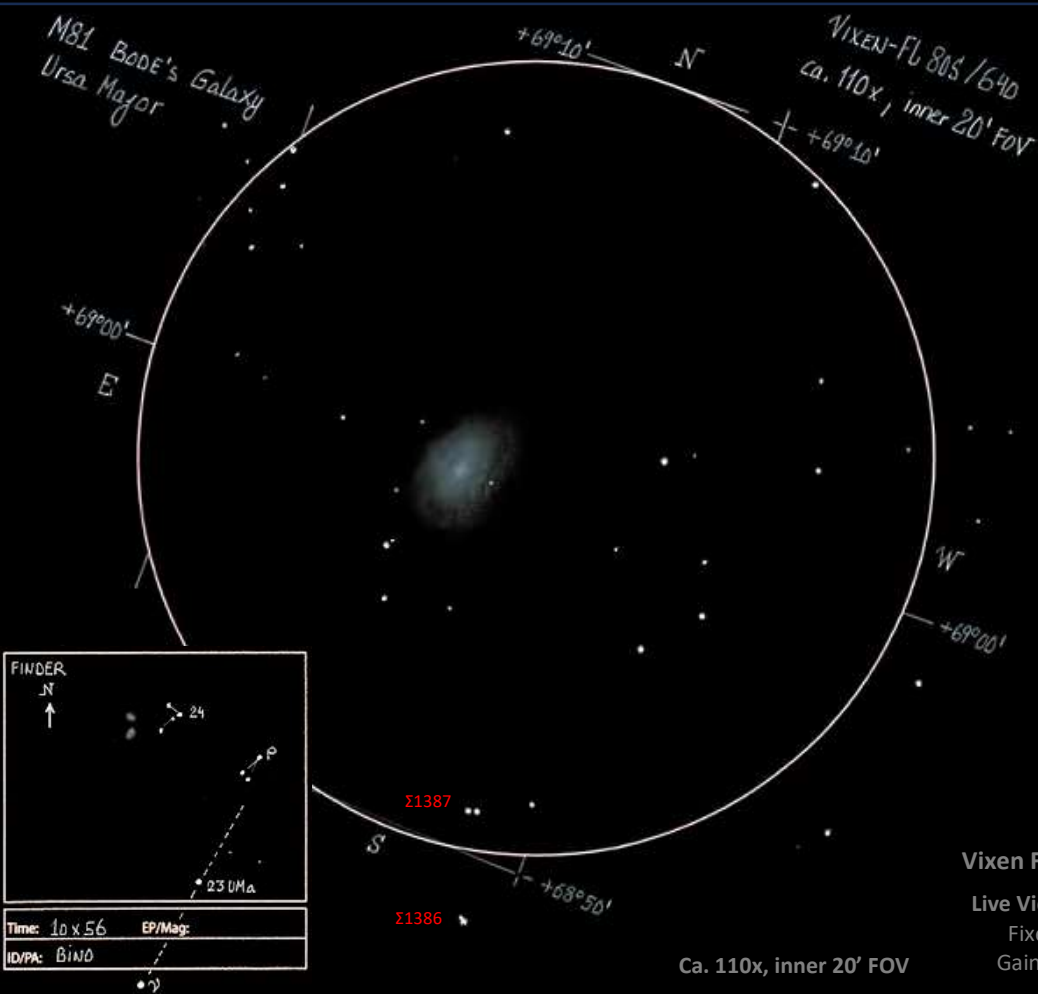 M81 BODE's Galaxy
Ursa Major
+69°10'
N
VIXEN-FL 80S/640
ca. 110x, inner 20' FOV
+69°10'
+69°00'
E
W
+69°00'
FINDER
N
24
ρ
23 UMa
ν
Time: 10x56 EP/Mag:
ID/PA: BINO
Σ1387
S
+68°50'
Σ1386
Ca. 110x, inner 20’ FOV
Vixen F
Live Vi
Fixe
Gain